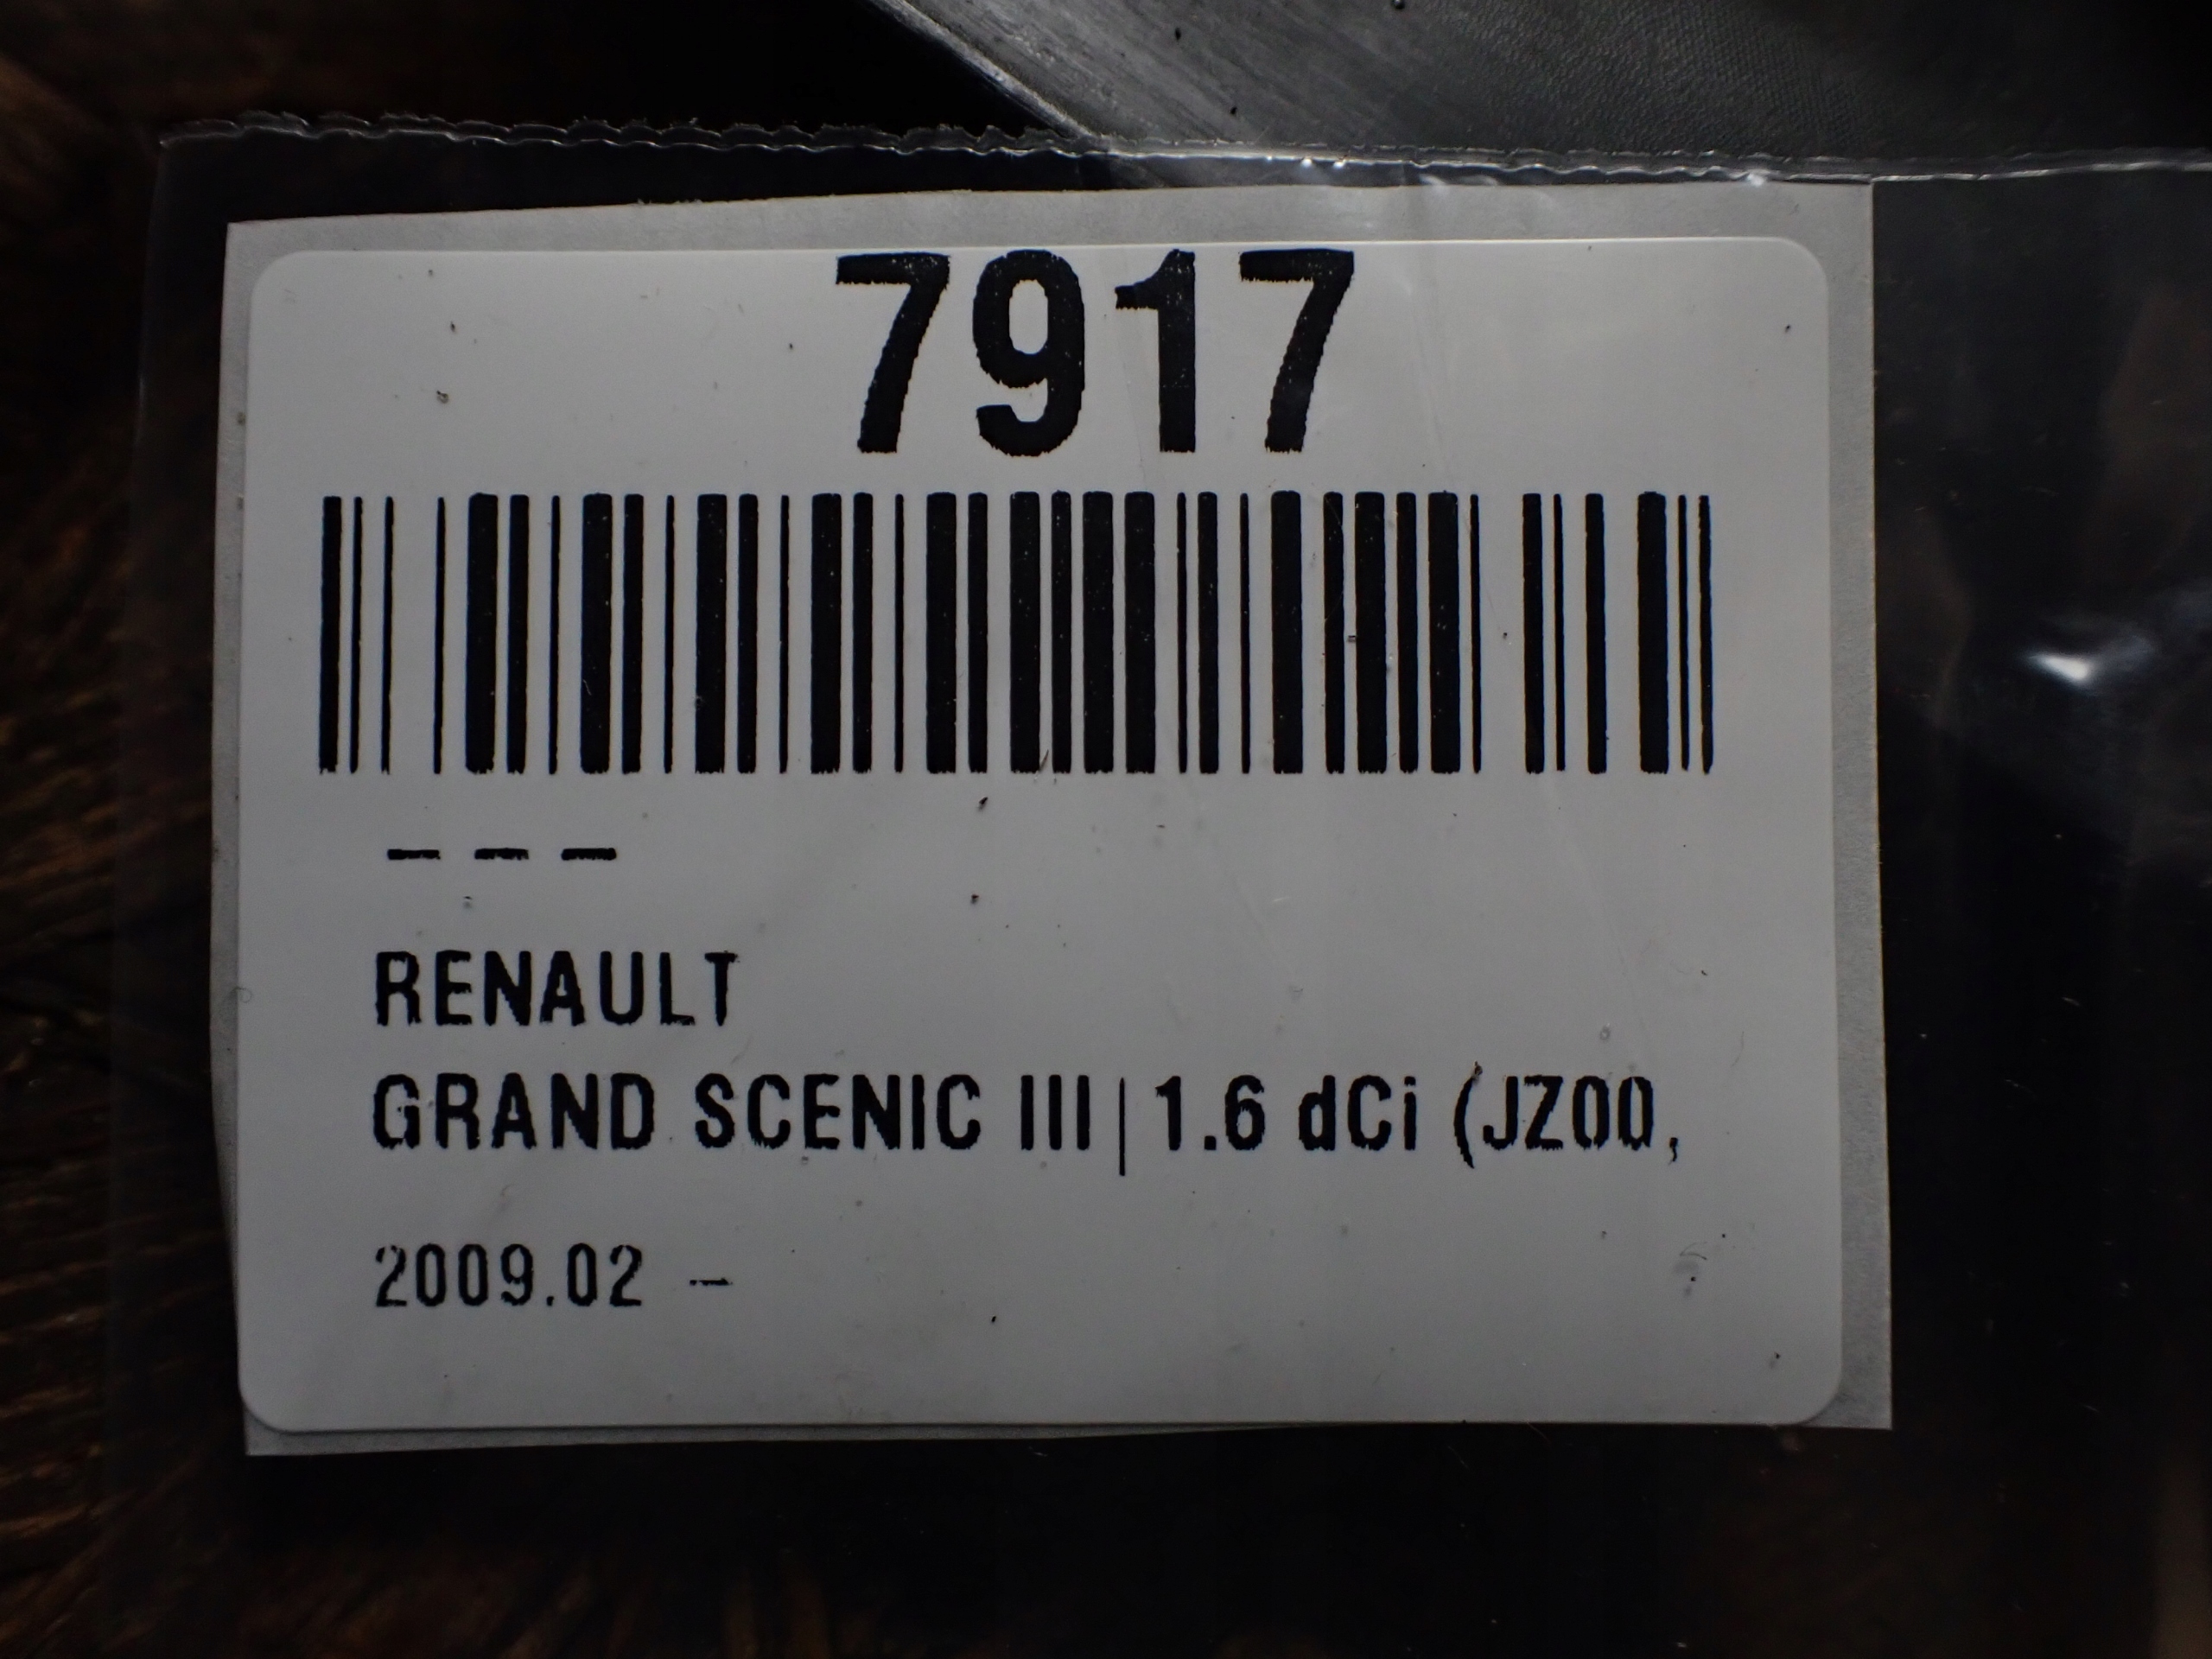 7917
- - -
RENAULT
GRAND SCENIC III|1.6 dCi (JZ00,
2009.02 -